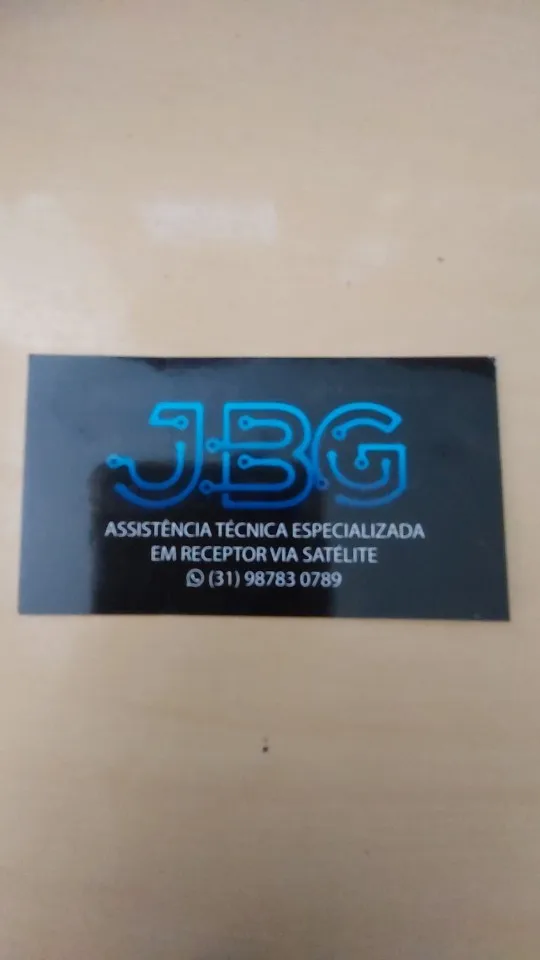 JBG
ASSISTÊNCIA TÉCNICA ESPECIALIZADA
EM RECEPTOR VIA SATÉLITE
(31) 98783 0789